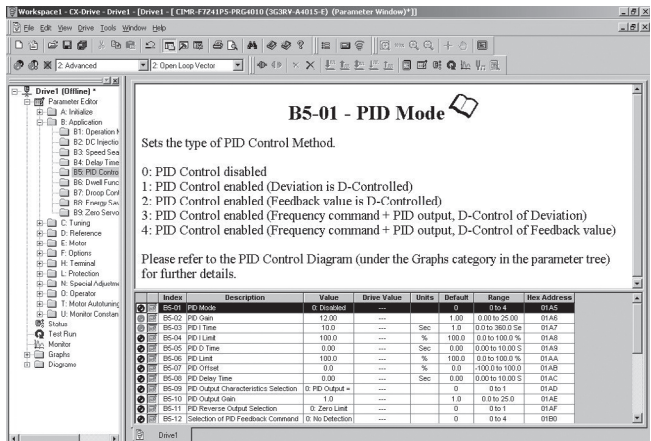 Workspace1 - CX-Drive - Drive1 - [Drive1 - [ CIMR-F7Z41P5-PRG4010 (3G3RV-A4015-E) (Parameter Window)*]]
File Edit View Drive Tools Window Help
2: Advanced 2: Open Loop Vector
Drive1 (Offline) *
Parameter Editor
A: Initialize
B: Application
B1: Operation M
B2: DC Injectio
B3: Speed Sea
B4: Delay Time
B5: PID Contro
B6: Dwell Func
B7: Droop Cont
B8: Energy Sav
B9: Zero Servo
C: Tuning
D: Reference
E: Motor
F: Options
H: Terminal
L: Protection
N: Special Adjustme
O: Operator
T: Motor Autotuning
U: Monitor Constan
Status
Test Run
Monitor
Graphs
Diagrams
B5-01 - PID Mode
Sets the type of PID Control Method.
0: PID Control disabled
1: PID Control enabled (Deviation is D-Controlled)
2: PID Control enabled (Feedback value is D-Controlled)
3: PID Control enabled (Frequency command + PID output, D-Control of Deviation)
4: PID Control enabled (Frequency command + PID output, D-Control of Feedback value)
Please refer to the PID Control Diagram (under the Graphs category in the parameter tree)
for further details.
Index Description Value Drive Value Units Default Range Hex Address
B5-01 PID Mode 0: Disabled --- 0 0 to 4 01A5
B5-02 PID Gain 12.00 --- 1.00 0.00 to 25.00 01A6
B5-03 PID I Time 10.0 --- Sec 1.0 0.0 to 360.0 Se 01A7
B5-04 PID I Limit 100.0 --- % 100.0 0.0 to 100.0 % 01A8
B5-05 PID D Time 0.00 --- Sec 0.00 0.00 to 10.00 S 01A9
B5-06 PID Limit 100.0 --- % 100.0 0.0 to 100.0 % 01AA
B5-07 PID Offset 0.0 --- % 0.0 -100.0 to 100.0 01AB
B5-08 PID Delay Time 0.00 --- Sec 0.00 0.00 to 10.00 S 01AC
B5-09 PID Output Characteristics Selection 0: PID Output = --- 0 0 to 1 01AD
B5-10 PID Output Gain 1.0 --- 1.0 0.0 to 25.0 01AE
B5-11 PID Reverse Output Selection 0: Zero Limit --- 0 0 to 1 01AF
B5-12 Selection of PID Feedback Command 0: No Detection --- 0 0 to 2 01B0
Drive1